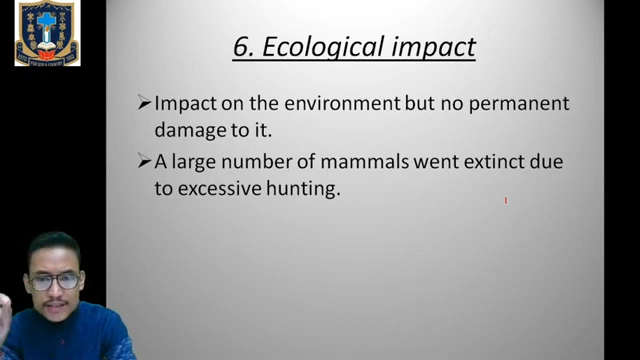 6. Ecological impact
➢Impact on the environment but no permanent
damage to it.
➢A large number of mammals went extinct due
to excessive hunting.